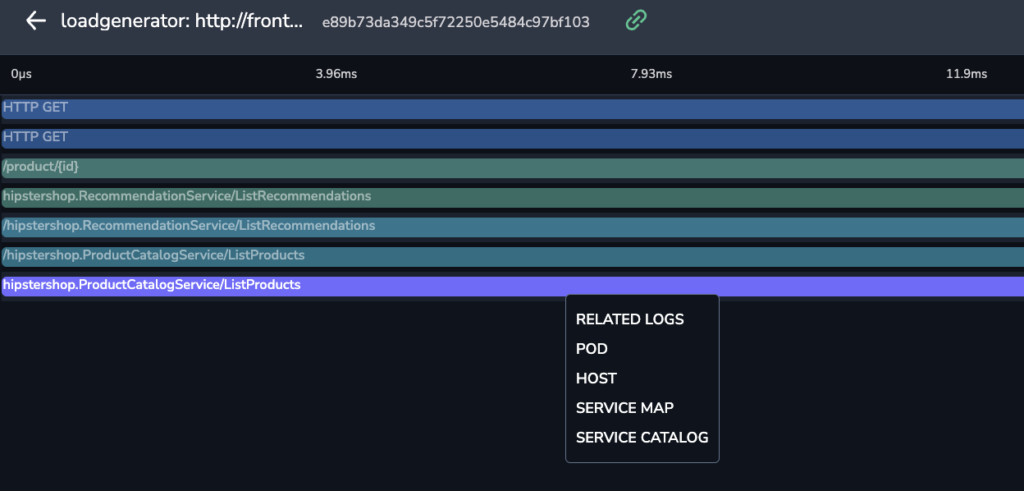 loadgenerator: http://front... e89b73da349c5f72250e5484c97bf103
0µs 3.96ms 7.93ms 11.9ms
HTTP GET
HTTP GET
/product/{id}
hipstershop.RecommendationService/ListRecommendations
/hipstershop.RecommendationService/ListRecommendations
/hipstershop.ProductCatalogService/ListProducts
hipstershop.ProductCatalogService/ListProducts
RELATED LOGS
POD
HOST
SERVICE MAP
SERVICE CATALOG